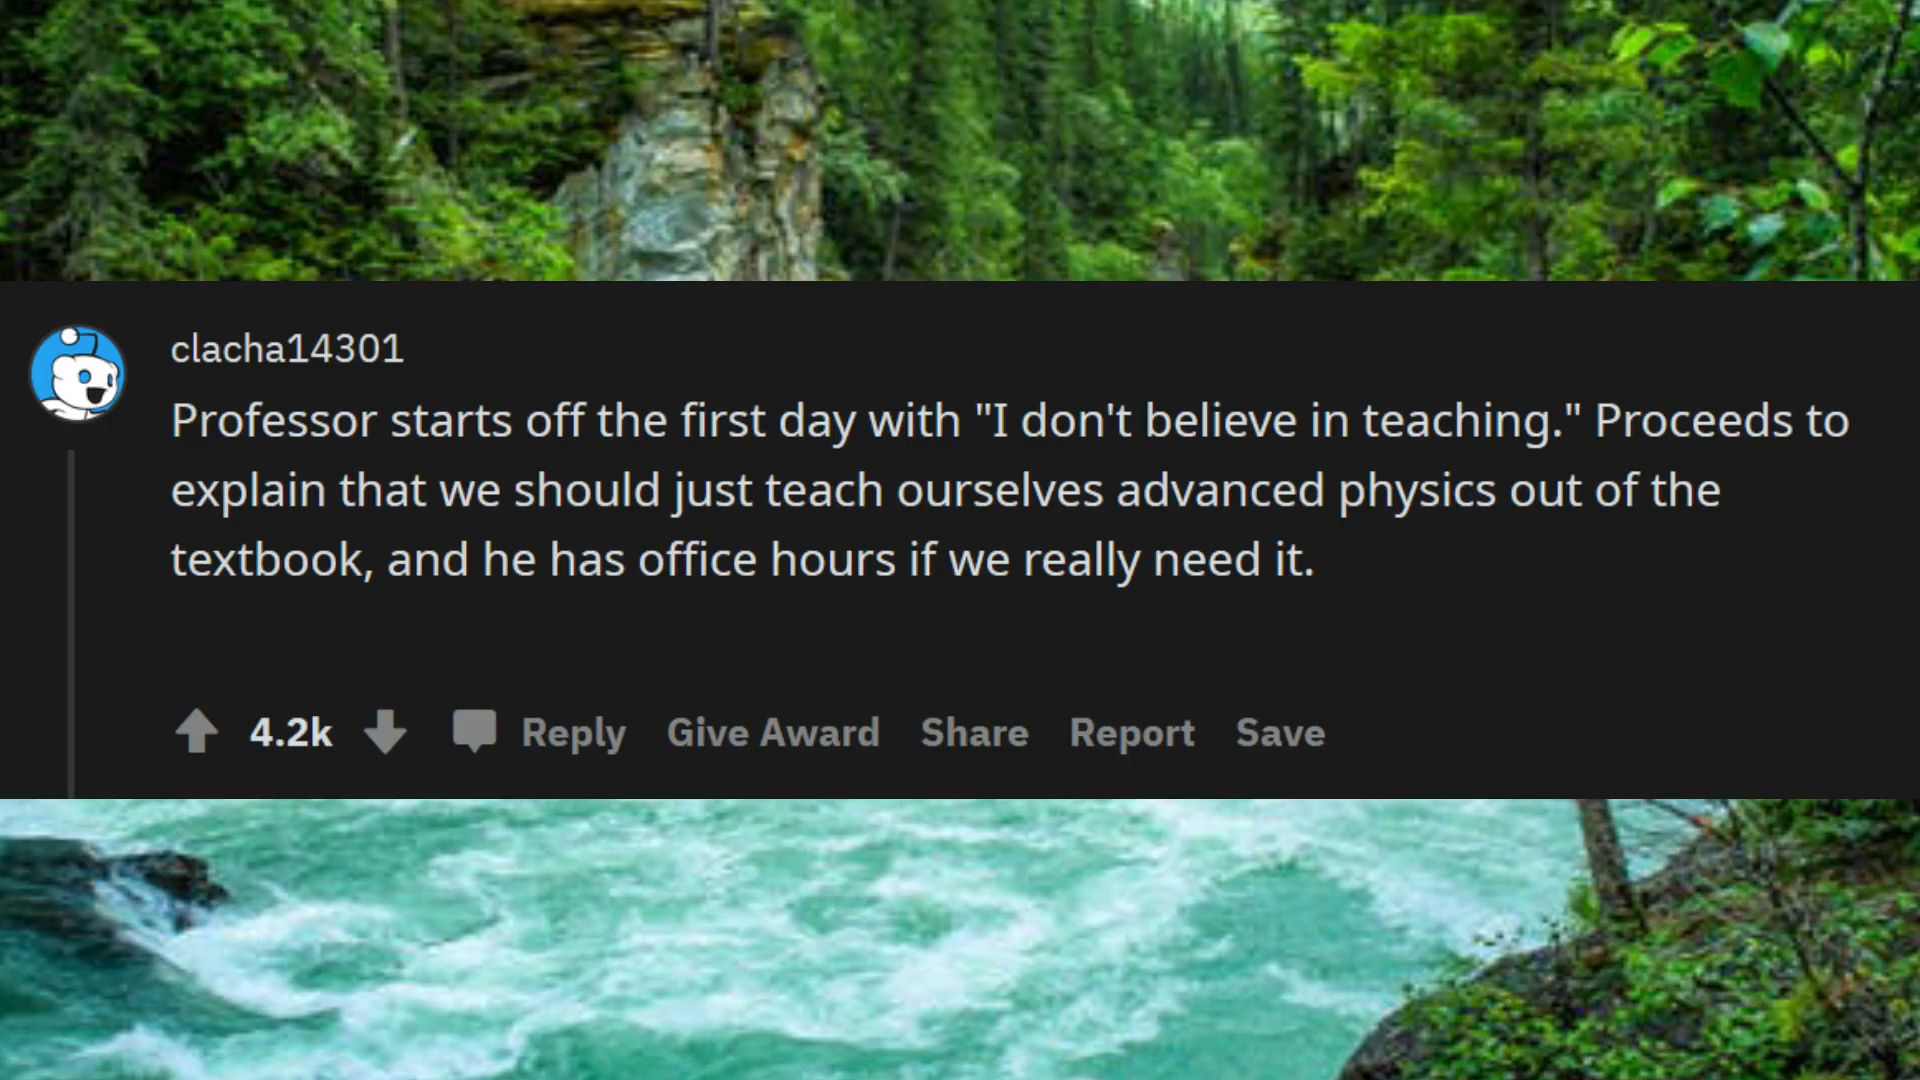 clacha14301
Professor starts off the first day with "I don't believe in teaching." Proceeds to
explain that we should just teach ourselves advanced physics out of the
textbook, and he has office hours if we really need it.
4.2k Reply Give Award Share Report Save